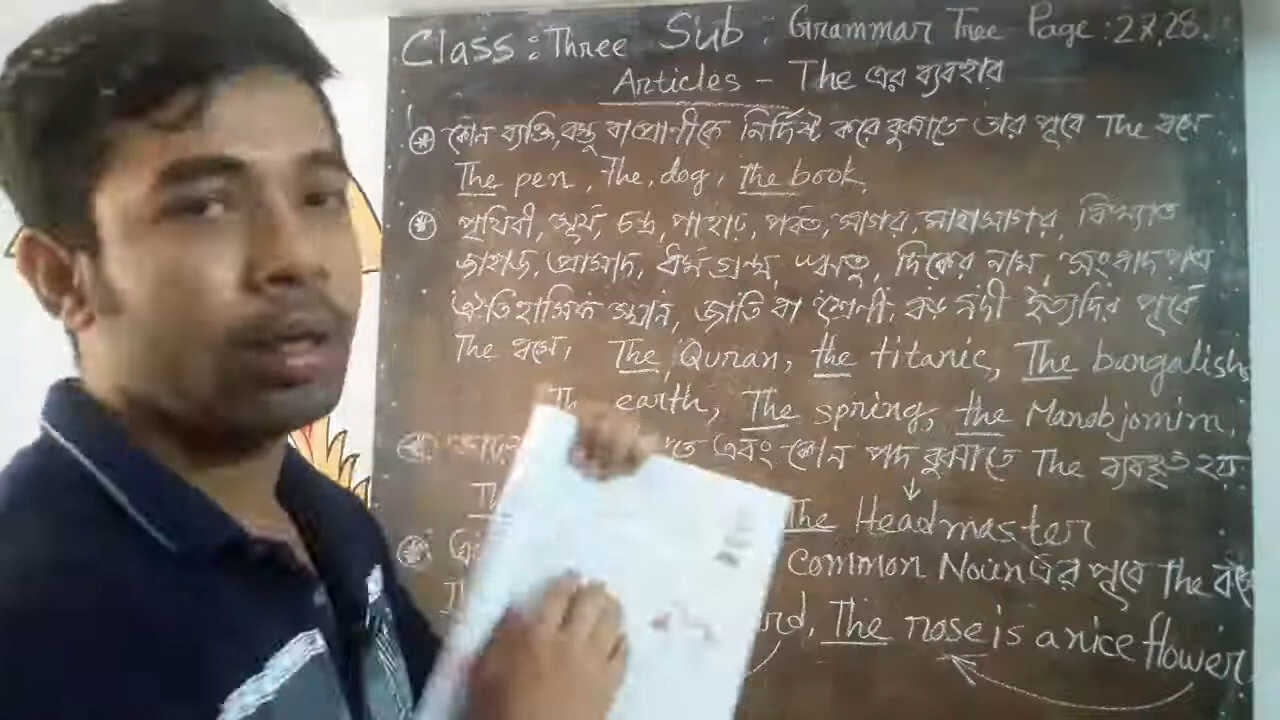 Class : Three Sub : Grammar Tree Page : 27,28.
Articles - The এর ব্যবহার
কোন ব্যক্তি, বস্তু বা প্রাণীকে নির্দিষ্ট করে বুঝাতে তার পূর্বে The বসে
The pen, The, dog, The book,
পৃথিবী, সূর্য, চন্দ্র, পাহাড়, পর্বত, সাগর, মহাসাগর, বিখ্যাত
জাহাজ, প্রাসাদ, ধর্মগ্রন্থ, ঋতু, দিকের নাম, সংবাদপত্র
ঐতিহাসিক স্থান, জাতি বা শ্রেণী, বড় নদী ইত্যাদির পূর্বে
The বসে, The Quran, the titanic, The bangalish,
earth, The spring, the Manobjomim,
এবং কোন পদ বুঝাতে The ব্যবহৃত হয়
The Headmaster
Common Noun এর পূর্বে The বসে
The rose is a nice flower